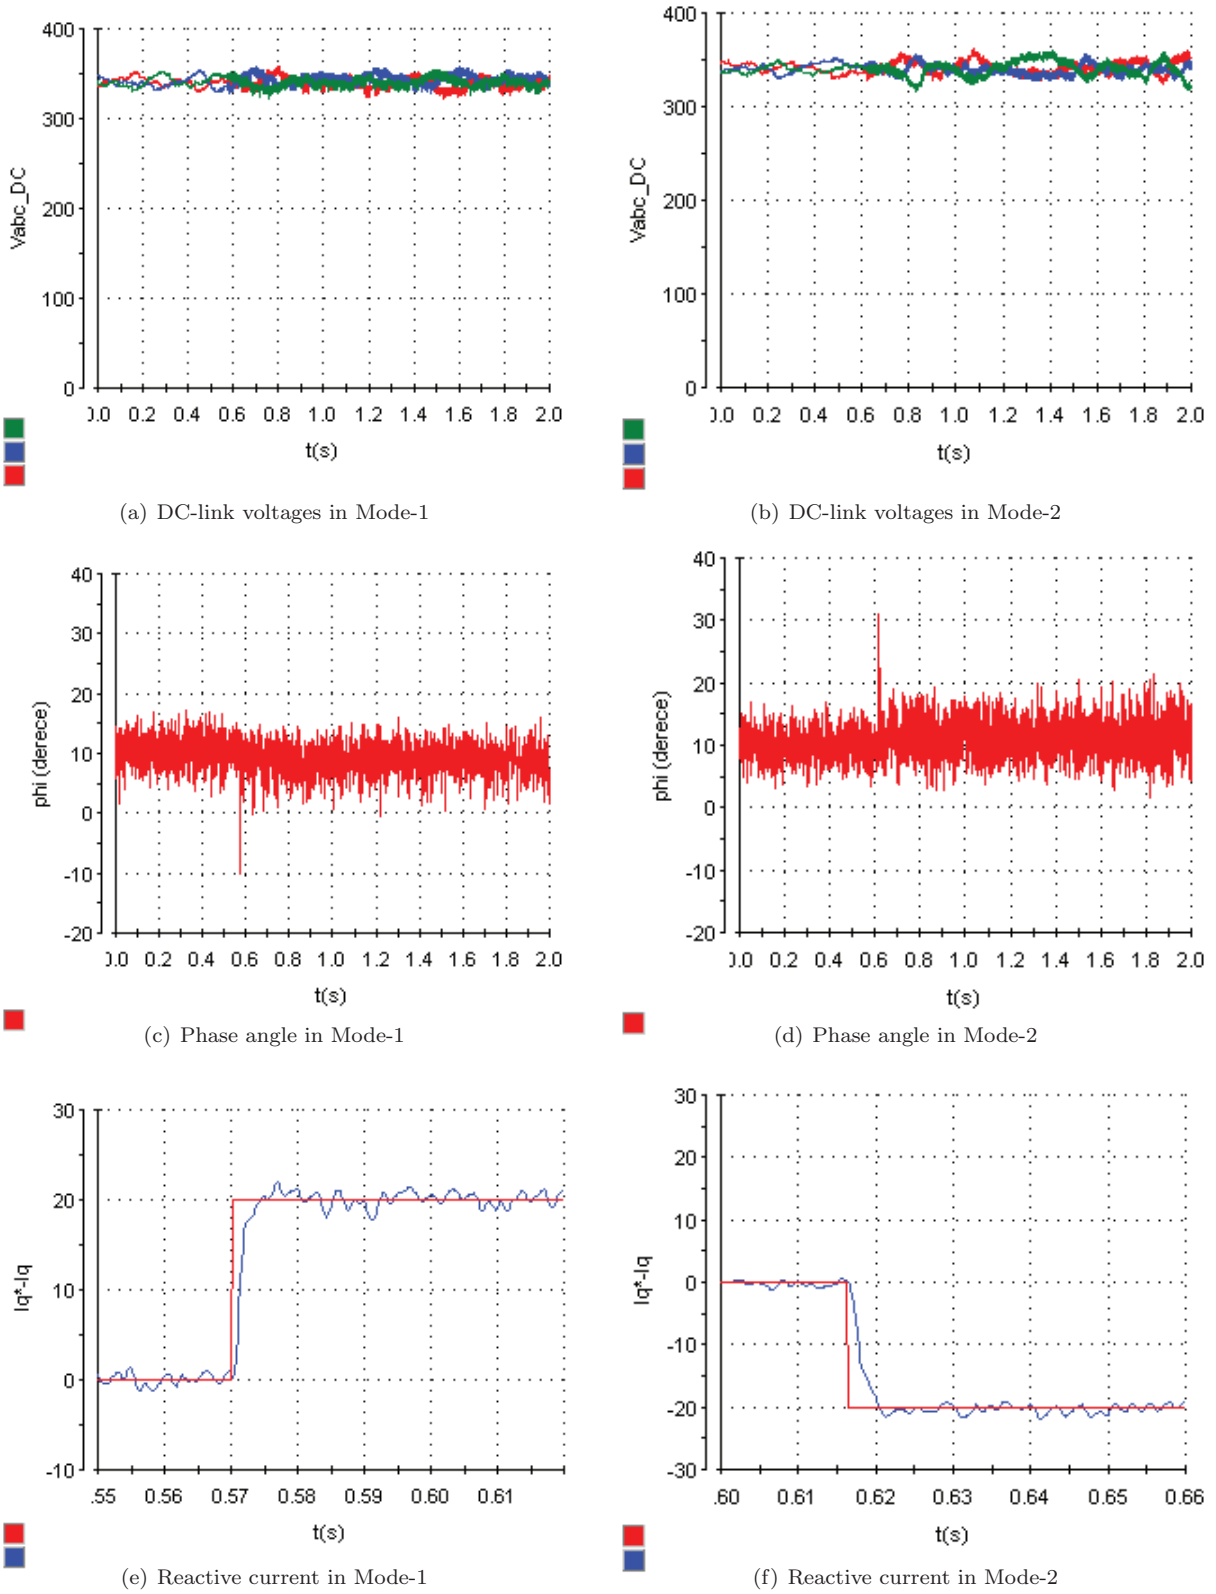 400
300
200
100
0
Vabc_DC
0.0 0.2 0.4 0.6 0.8 1.0 1.2 1.4 1.6 1.8 2.0
t(s)
(a) DC-link voltages in Mode-1
400
300
200
100
0
Vabc_DC
0.0 0.2 0.4 0.6 0.8 1.0 1.2 1.4 1.6 1.8 2.0
t(s)
(b) DC-link voltages in Mode-2
40
30
20
10
0
-10
-20
phi (derece)
0.0 0.2 0.4 0.6 0.8 1.0 1.2 1.4 1.6 1.8 2.0
t(s)
(c) Phase angle in Mode-1
40
30
20
10
0
-10
-20
phi (derece)
0.0 0.2 0.4 0.6 0.8 1.0 1.2 1.4 1.6 1.8 2.0
t(s)
(d) Phase angle in Mode-2
30
20
10
0
-10
Iq*-Iq
.55 0.56 0.57 0.58 0.59 0.60 0.61
t(s)
(e) Reactive current in Mode-1
30
20
10
0
-10
-20
-30
Iq*-Iq
.60 0.61 0.62 0.63 0.64 0.65 0.66
t(s)
(f) Reactive current in Mode-2